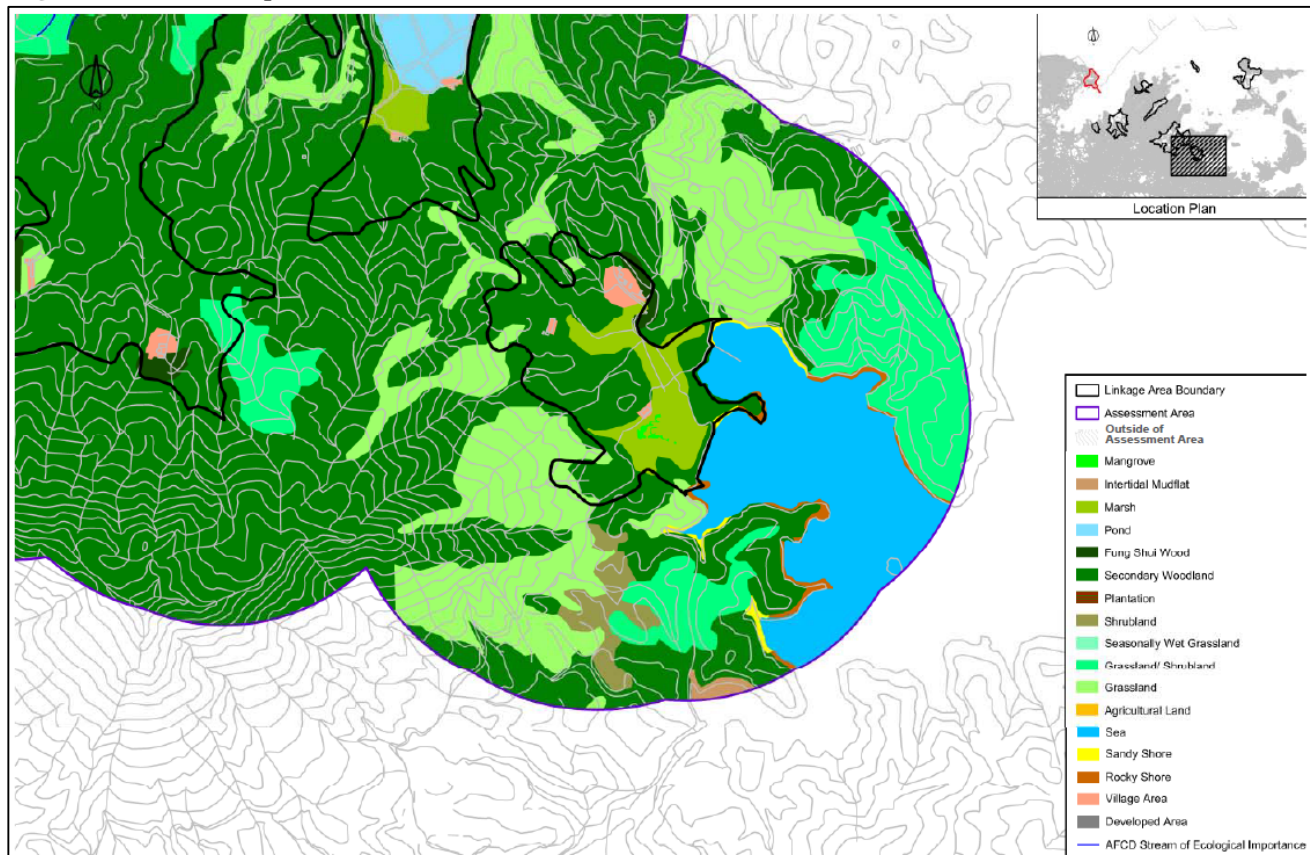 N
Location Plan
Linkage Area Boundary
Assessment Area
Outside of
Assessment Area
Mangrove
Intertidal Mudflat
Marsh
Pond
Fung Shui Wood
Secondary Woodland
Plantation
Shrubland
Seasonally Wet Grassland
Grassland/ Shrubland
Grassland
Agricultural Land
Sea
Sandy Shore
Rocky Shore
Village Area
Developed Area
AFCD Stream of Ecological Importance